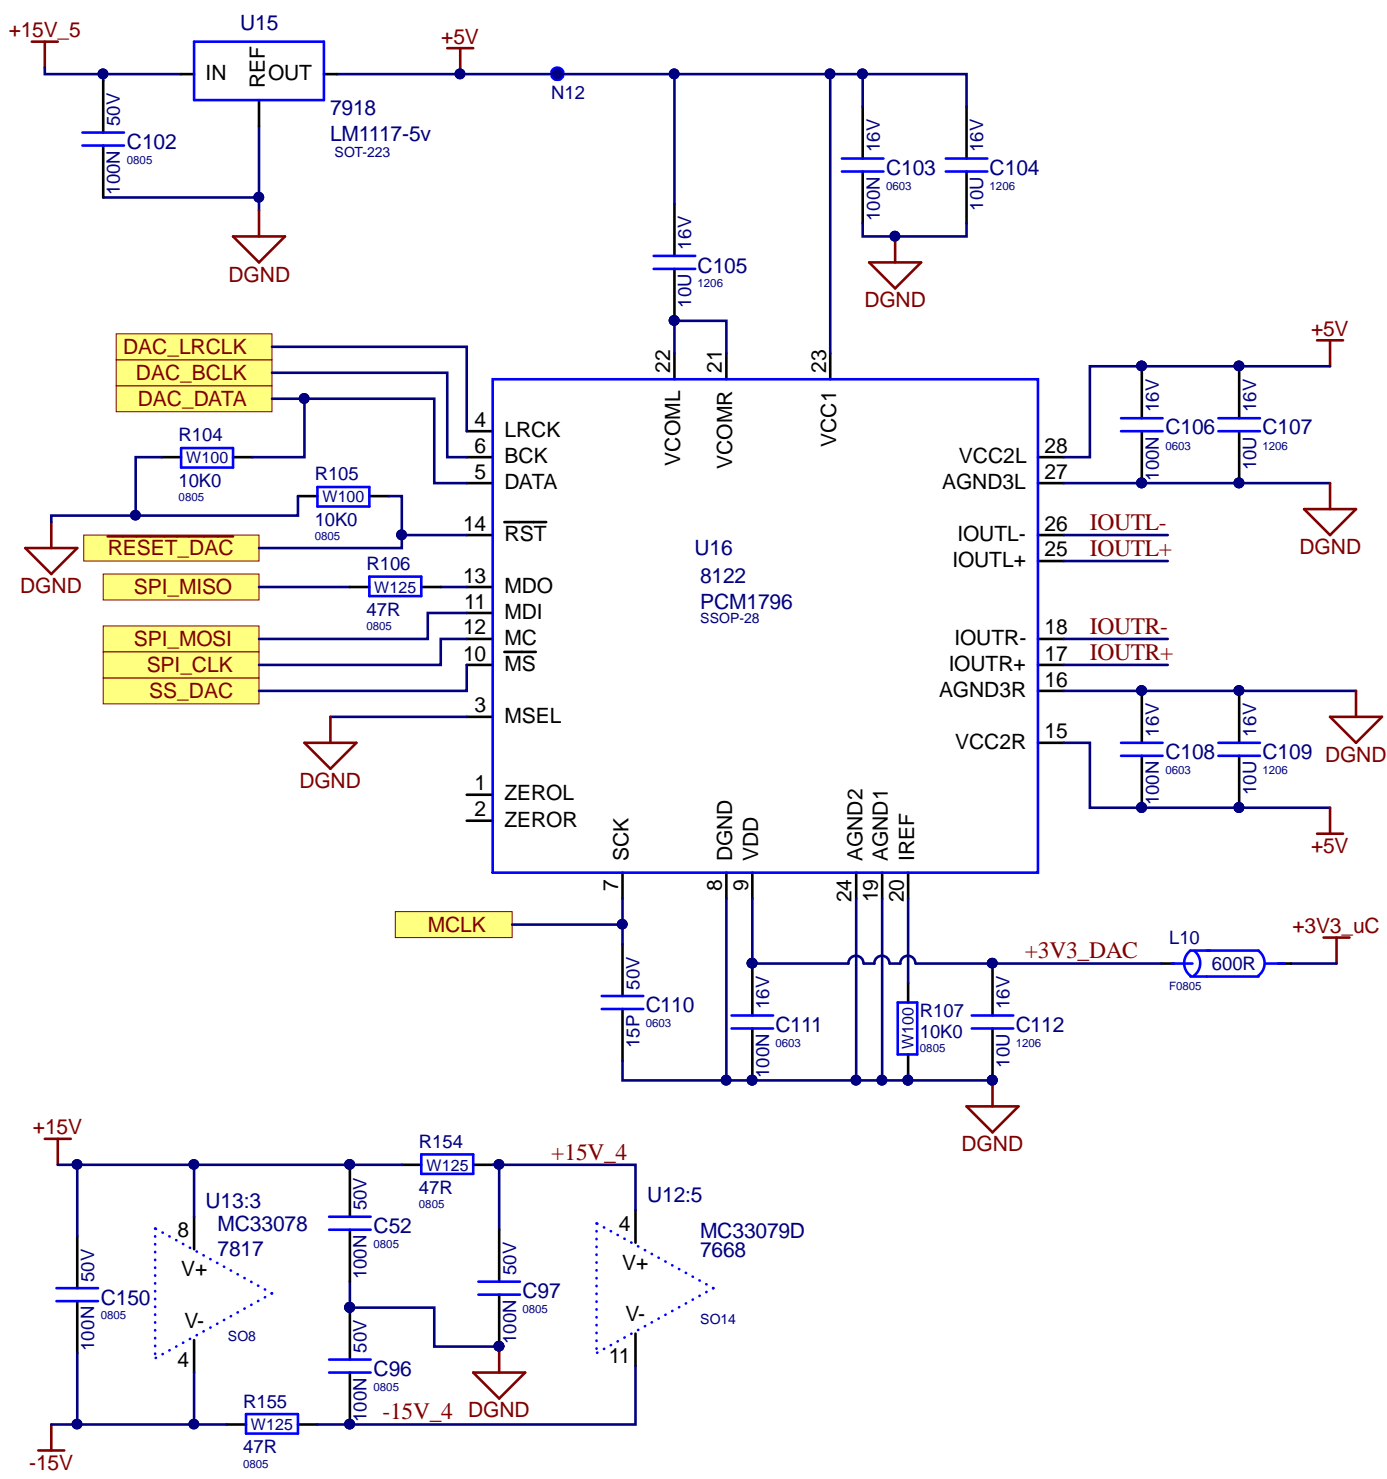 +15V_5
U15
IN
REF
OUT
7918
LM1117-5v
SOT-223
50V
C102
0805
100N
DGND
+5V
N12
16V
C103
0603
100N
16V
C104
1206
10U
DGND
16V
C105
1206
10U
DAC_LRCLK
DAC_BCLK
DAC_DATA
R104
W100
10K0
0805
R105
W100
10K0
0805
DGND
RESET_DAC
SPI_MISO
R106
W125
47R
0805
SPI_MOSI
SPI_CLK
SS_DAC
DGND
22
21
23
VCOML
VCOMR
VCC1
4
LRCK
6
BCK
5
DATA
14
RST
13
MDO
11
MDI
12
MC
10
MS
3
MSEL
1
ZEROL
2
ZEROR
U16
8122
PCM1796
SSOP-28
VCC2L
28
AGND3L
27
IOUTL-
26
IOUTL-
IOUTL+
25
IOUTL+
IOUTR-
18
IOUTR-
IOUTR+
17
IOUTR+
AGND3R
16
VCC2R
15
+5V
16V
C106
0603
100N
16V
C107
1206
10U
DGND
16V
C108
0603
100N
16V
C109
1206
10U
DGND
+5V
SCK
DGND
VDD
AGND2
AGND1
IREF
7
8
9
24
19
20
MCLK
50V
C110
0603
15P
16V
C111
0603
100N
R107
W100
10K0
0805
16V
C112
1206
10U
+3V3_DAC
L10
600R
F0805
+3V3_uC
DGND
+15V
50V
C150
0805
100N
U13:3
MC33078
7817
8
V+
V-
4
SO8
50V
C52
0805
100N
50V
C96
0805
100N
R154
W125
47R
0805
+15V_4
50V
C97
0805
100N
DGND
U12:5
MC33079D
7668
4
V+
V-
11
SO14
R155
W125
47R
0805
-15V_4
-15V